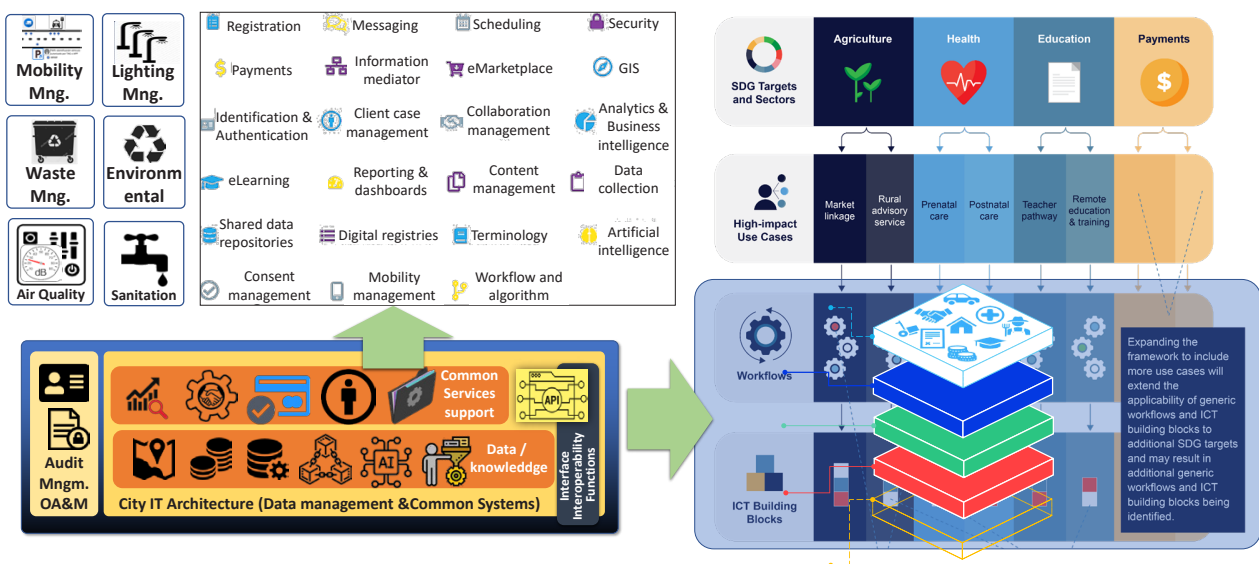 Mobility
Mng.
Lighting
Mng.
Waste
Mng.
Environm
ental
dB
Air Quality
Sanitation
Registration
Messaging
Scheduling
Security
Payments
Information
mediator
eMarketplace
GIS
Identification &
Authentication
Client case
management
Collaboration
management
Analytics &
Business
intelligence
eLearning
Reporting &
dashboards
Content
management
Data
collection
Shared data
repositories
Digital registries
Terminology
Artificial
intelligence
Consent
management
Mobility
management
Workflow and
algorithm
Audit
Mngm.
OA&M
Common
Services
support
API
AI
Data /
knowleddge
City IT Architecture (Data management &Common Systems)
Interface
Interoperability
Functions
SDG Targets
and Sectors
Agriculture
Health
Education
Payments
High-impact
Use Cases
Market
linkage
Rural
advisory
service
Prenatal
care
Postnatal
care
Teacher
pathway
Remote
education
& training
Workflows
ICT Building
Blocks
Expanding the
framework to include
more use cases will
extend the
applicability of generic
workflows and ICT
building blocks to
additional SDG targets
and may result in
additional generic
workflows and ICT
building blocks being
identified.